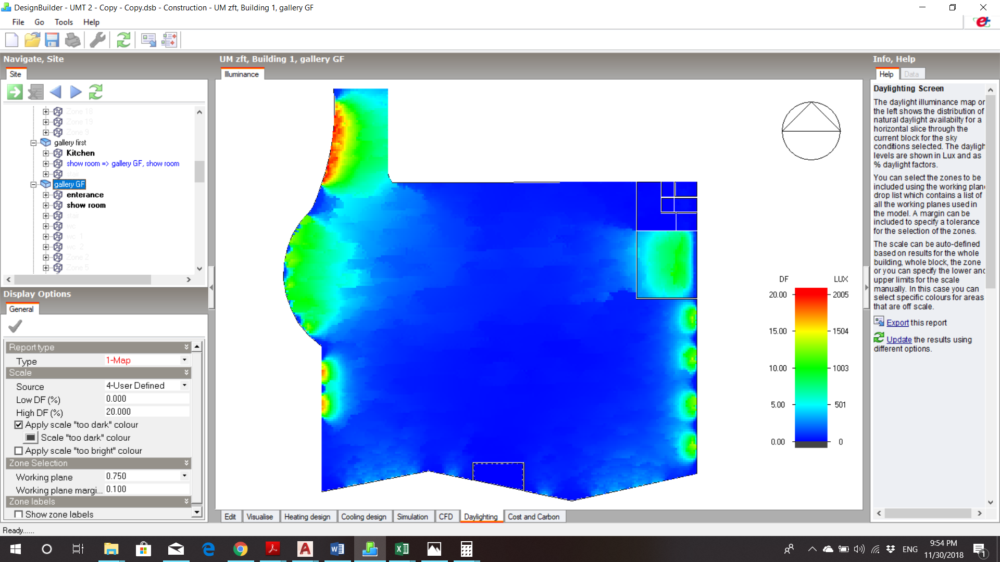 DesignBuilder - UMT 2 - Copy - Copy.dsb - Construction - UM zft, Building 1, gallery GF
File Go Tools Help
Navigate, Site
Site
Zone 18
Zone 19
Zone 9
gallery first
Kitchen
show room => gallery GF, show room
stair
gallery GF
enterance
show room
stair
wc
wc 1
wc 2
Zone 2
Zone 5
Display Options
General
Report type
Type 1-Map
Scale
Source 4-User Defined
Low DF (%) 0.000
High DF (%) 20.000
Apply scale "too dark" colour
Scale "too dark" colour
Apply scale "too bright" colour
Zone Selection
Working plane 0.750
Working plane margi... 0.100
Zone labels
Show zone labels
Ready......
UM zft, Building 1, gallery GF
Illuminance
DF LUX
20.00 2005
15.00 1504
10.00 1003
5.00 501
0.00 0
Edit Visualise Heating design Cooling design Simulation CFD Daylighting Cost and Carbon
Info, Help
Help Data
Daylighting Screen
The daylight illuminance map or
the left shows the distribution of
natural daylight availabilty for a
horizontal slice through the
current block for the sky
conditions selected. The dayligh
levels are shown in Lux and as
% daylight factors.
You can select the zones to be
included using the working plan
drop list which contains a list of
all the working planes used in
the model. A margin can be
included to specify a tolerance
for the selection of the zones.
The scale can be auto-defined
based on results for the whole
building, whole block, the zone
or you can specify the lower and
upper limits for the scale
manually. In this case you can
select specific colours for areas
that are off scale.
Export this report
Update the results using
different options.
ENG
9:54 PM
11/30/2018
1